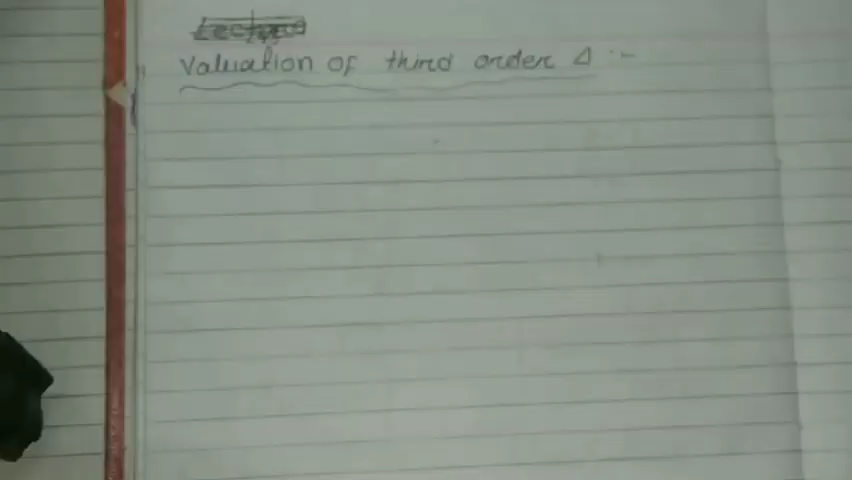 Valuation of third order Δ :-